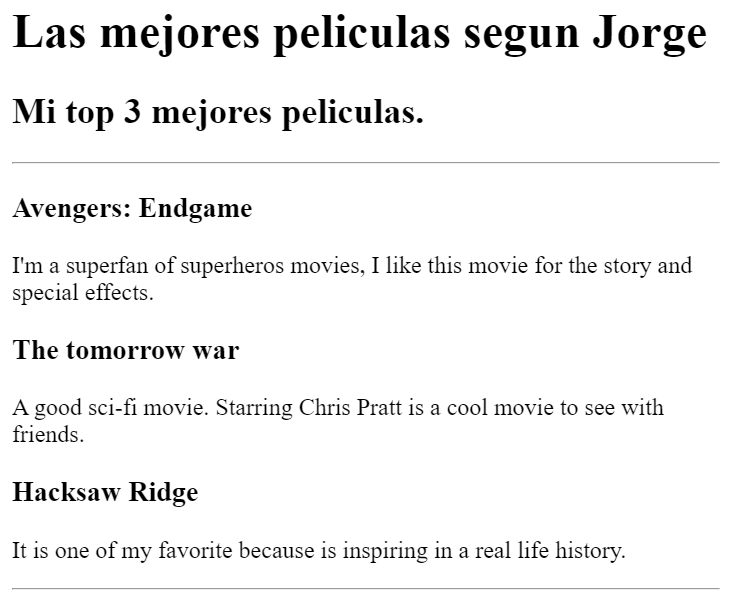 Las mejores peliculas segun Jorge
Mi top 3 mejores peliculas.
Avengers: Endgame
I'm a superfan of superheros movies, I like this movie for the story and
special effects.
The tomorrow war
A good sci-fi movie. Starring Chris Pratt is a cool movie to see with
friends.
Hacksaw Ridge
It is one of my favorite because is inspiring in a real life history.